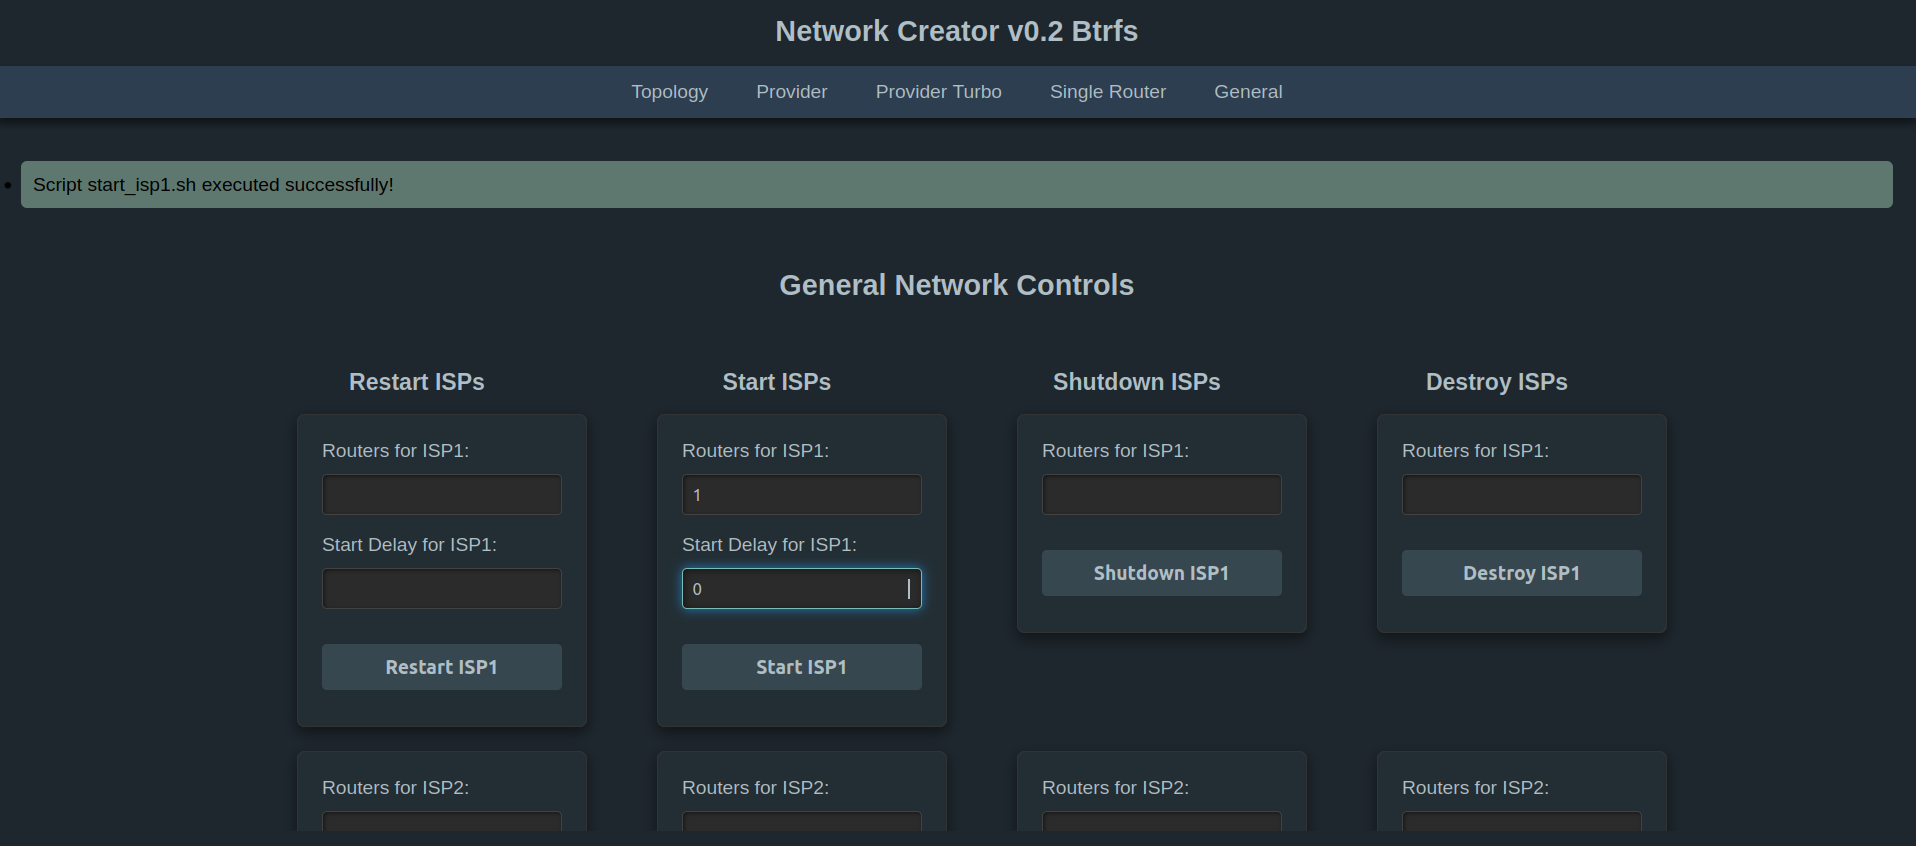 Network Creator v0.2 Btrfs
Topology Provider Provider Turbo Single Router General
Script start_isp1.sh executed successfully!
General Network Controls
Restart ISPs Start ISPs Shutdown ISPs Destroy ISPs
Routers for ISP1: Routers for ISP1: Routers for ISP1: Routers for ISP1:
1
Start Delay for ISP1: Start Delay for ISP1:
Shutdown ISP1 Destroy ISP1
0
Restart ISP1 Start ISP1
Routers for ISP2: Routers for ISP2: Routers for ISP2: Routers for ISP2: